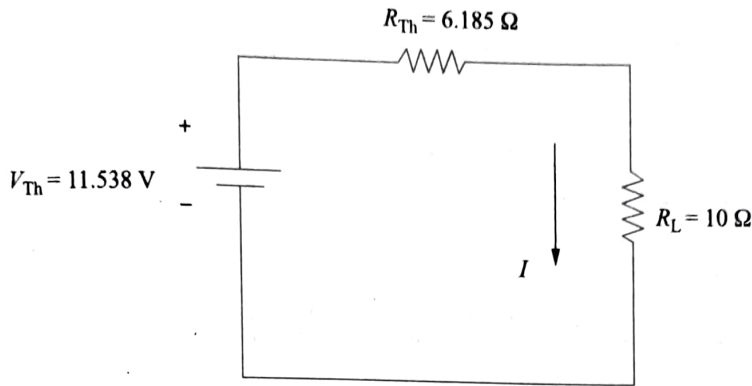 R_Th = 6.185 Ω
+
V_Th = 11.538 V
−
R_L = 10 Ω
I